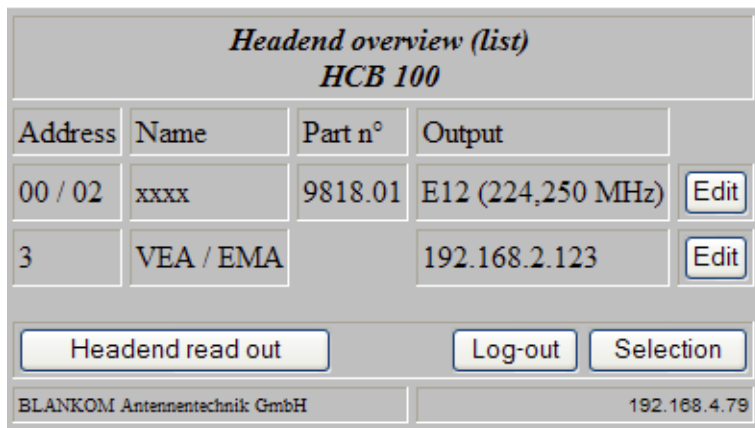 Headend overview (list)
HCB 100
Address Name Part n° Output
00 / 02 xxxx 9818.01 E12 (224,250 MHz) Edit
3 VEA / EMA 192.168.2.123 Edit
Headend read out Log-out Selection
BLANKOM Antennentechnik GmbH 192.168.4.79